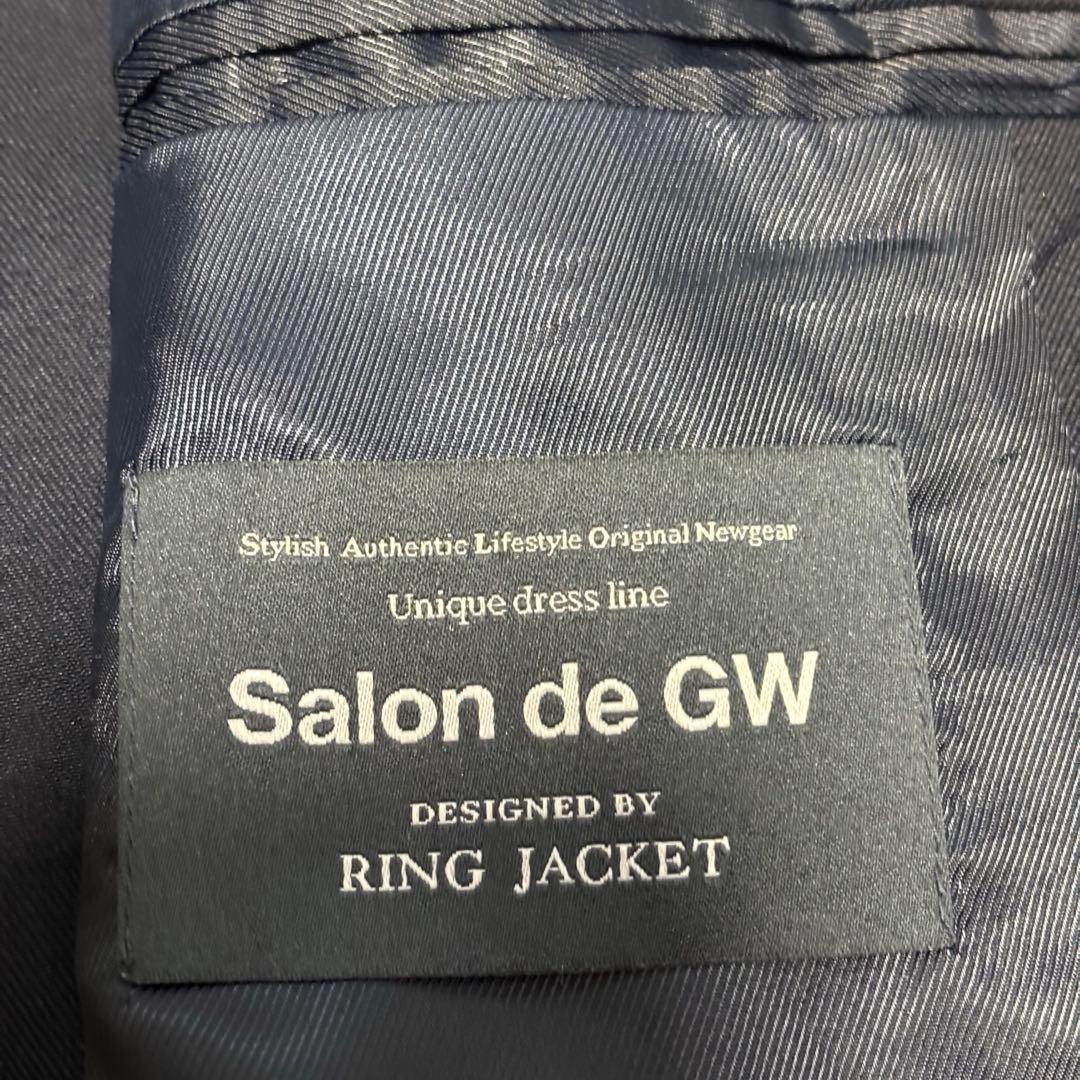 Stylish Authentic Lifestyle Original Newgear
Unique dress line
Salon de GW
DESIGNED BY
RING JACKET